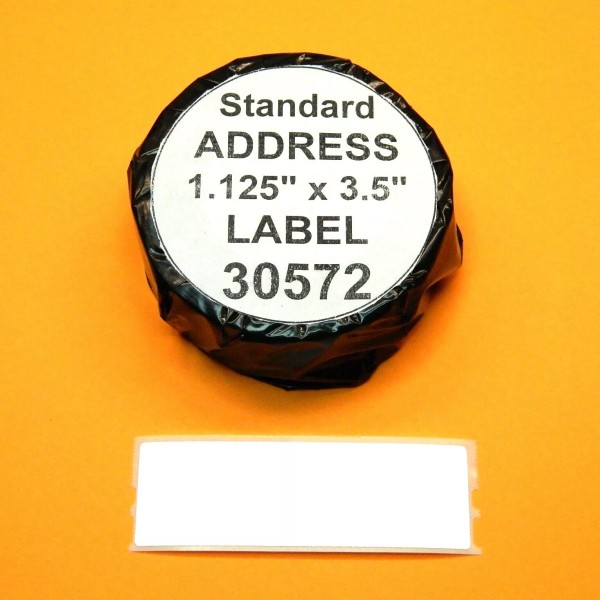 Standard
ADDRESS
1.125" x 3.5"
LABEL
30572